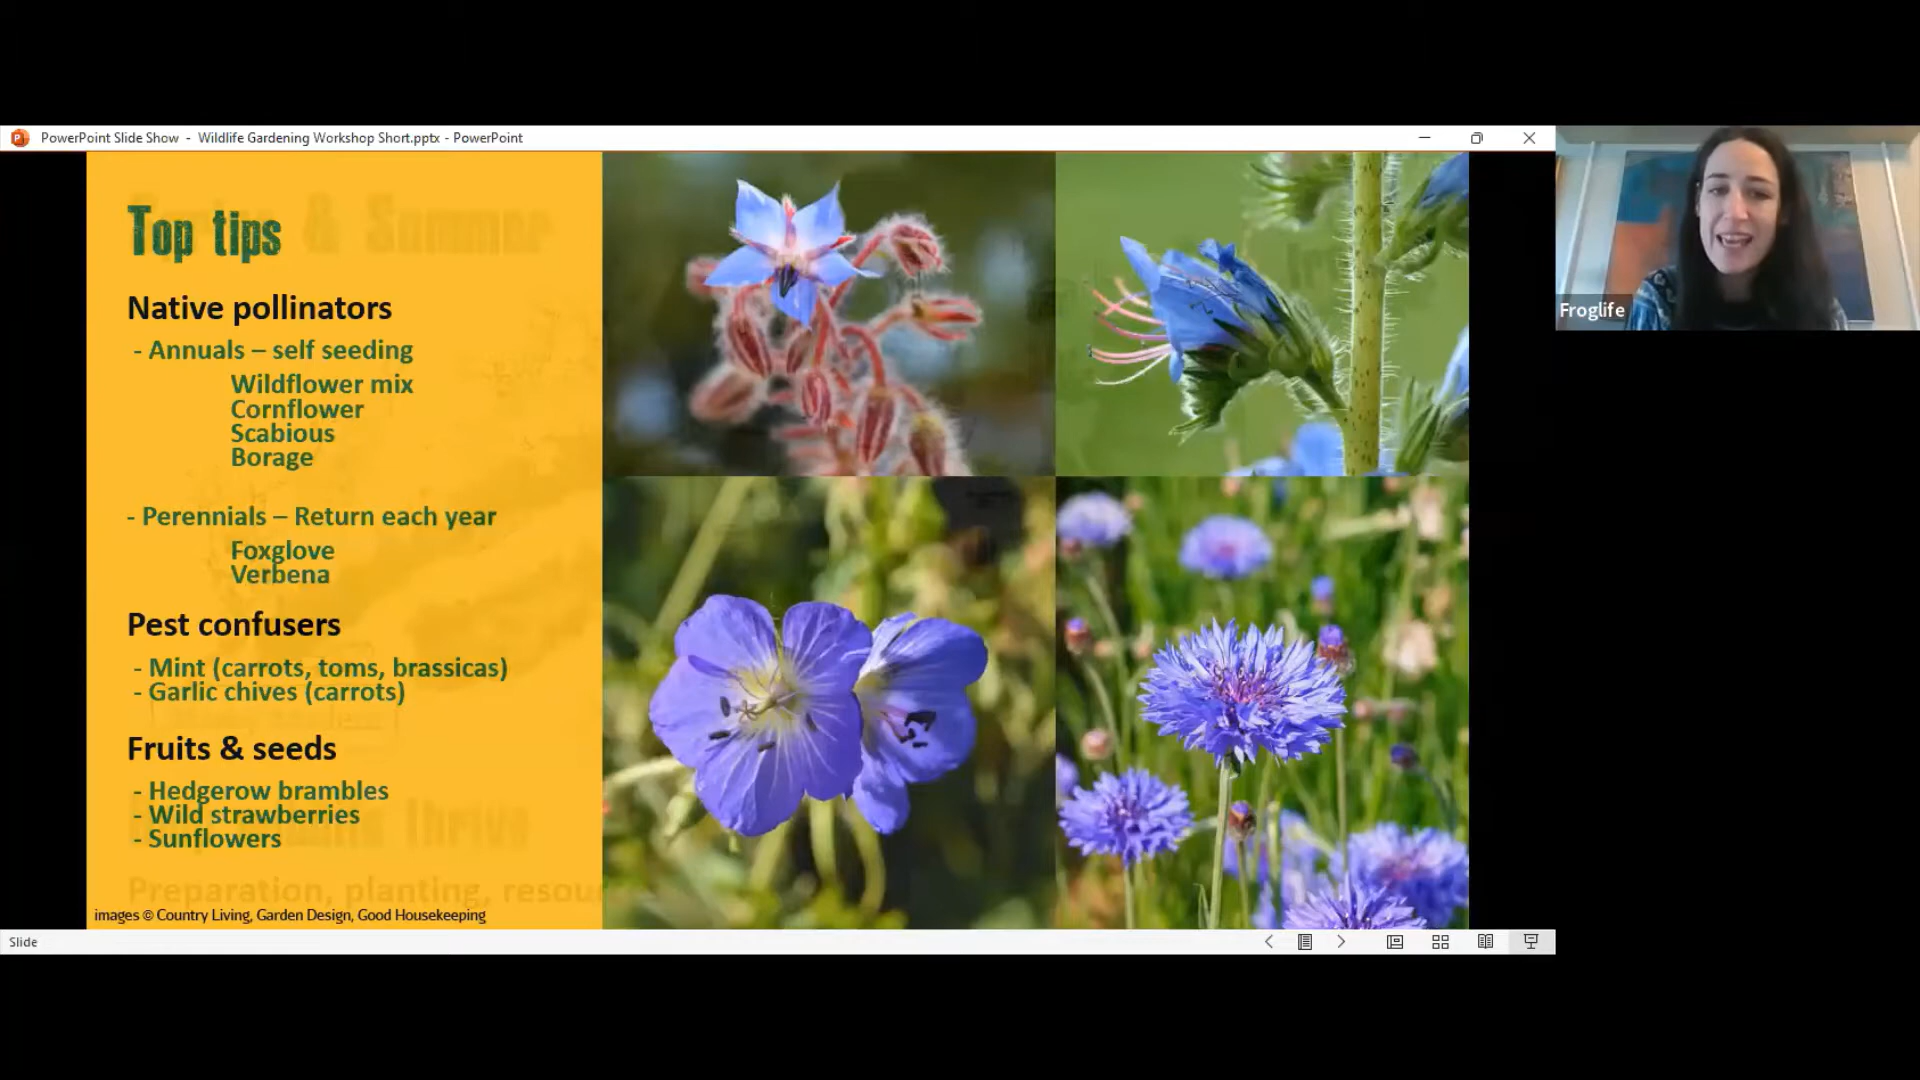 PowerPoint Slide Show - Wildlife Gardening Workshop Short.pptx - PowerPoint
Top tips
& Summer
Native pollinators
- Annuals – self seeding
Wildflower mix
Cornflower
Scabious
Borage
- Perennials – Return each year
Foxglove
Verbena
Pest confusers
- Mint (carrots, toms, brassicas)
- Garlic chives (carrots)
Fruits & seeds
- Hedgerow brambles
- Wild strawberries
- Sunflowers
thrive
Preparation, planting,
images © Country Living, Garden Design, Good Housekeeping
Slide
Froglife